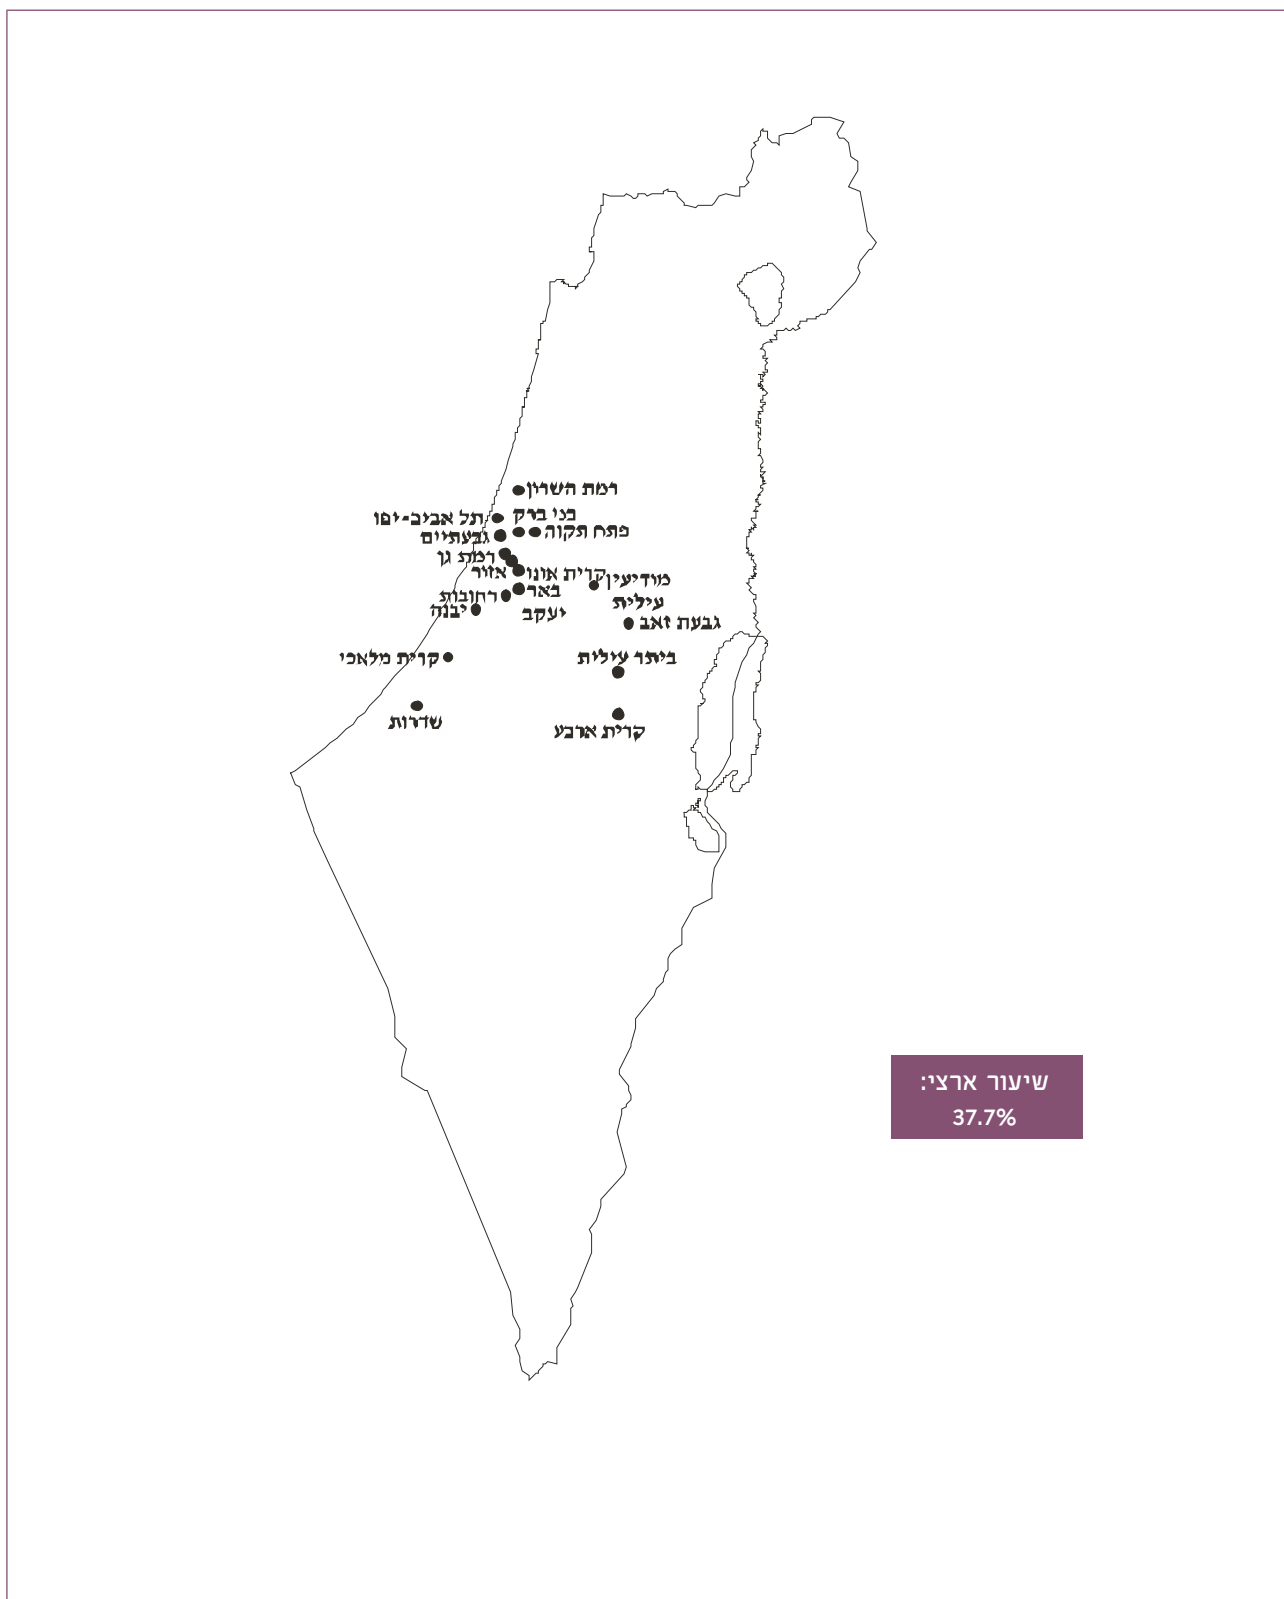 רמת השרון
תל אביב-יפו
בני ברק
גבעתיים
פתח תקוה
רמת גן
אזור
קרית אונו
מודיעין
עילית
באר
יעקב
רחובות
יבנה
גבעת זאב
קרית מלאכי
ביתר עילית
שדרות
קרית ארבע
שיעור ארצי:
37.7%